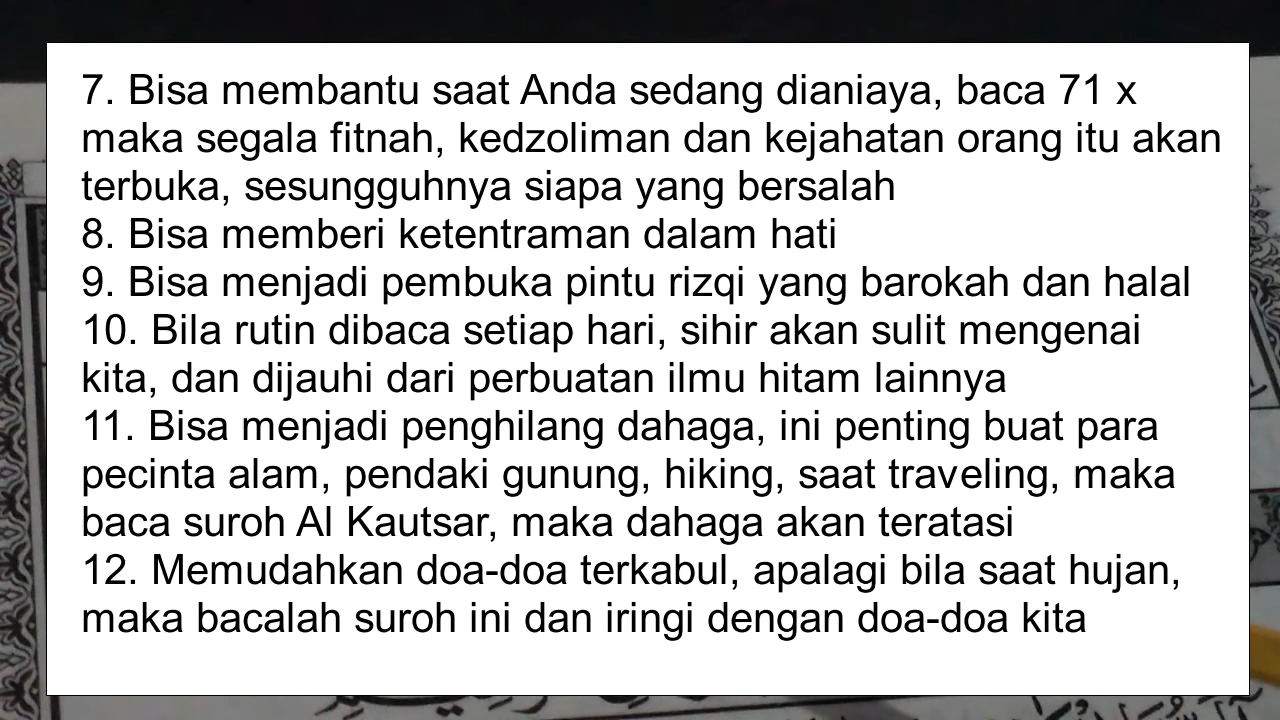 7. Bisa membantu saat Anda sedang dianiaya, baca 71 x
maka segala fitnah, kedzoliman dan kejahatan orang itu akan
terbuka, sesungguhnya siapa yang bersalah
8. Bisa memberi ketentraman dalam hati
9. Bisa menjadi pembuka pintu rizqi yang barokah dan halal
10. Bila rutin dibaca setiap hari, sihir akan sulit mengenai
kita, dan dijauhi dari perbuatan ilmu hitam lainnya
11. Bisa menjadi penghilang dahaga, ini penting buat para
pecinta alam, pendaki gunung, hiking, saat traveling, maka
baca suroh Al Kautsar, maka dahaga akan teratasi
12. Memudahkan doa-doa terkabul, apalagi bila saat hujan,
maka bacalah suroh ini dan iringi dengan doa-doa kita